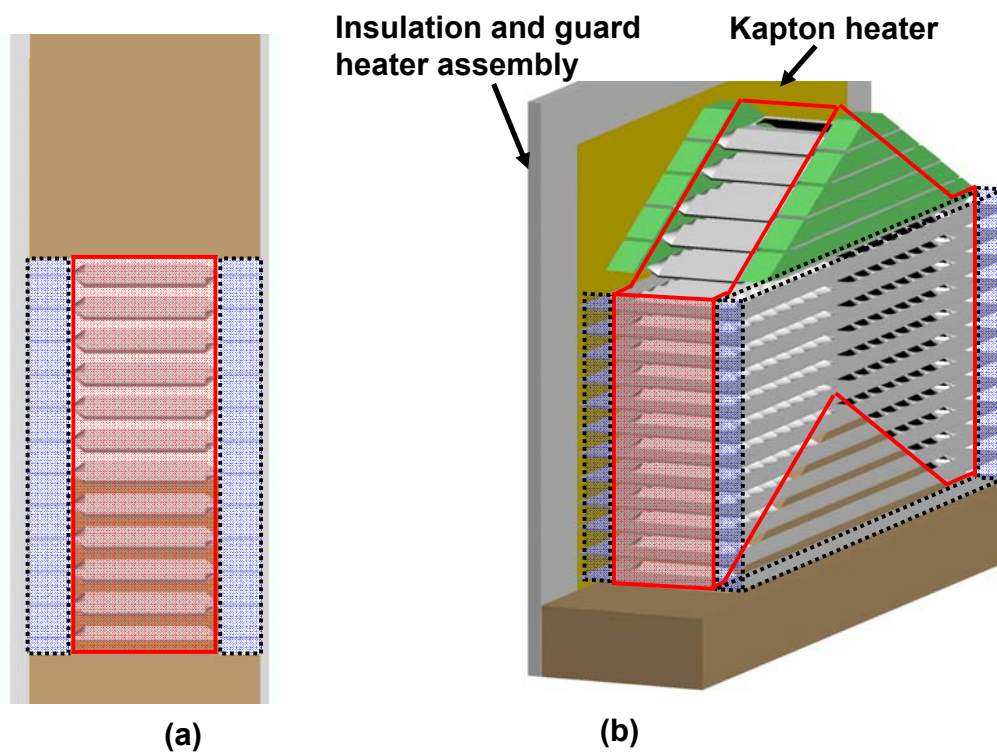 Insulation and guard
heater assembly
Kapton heater
(a)
(b)